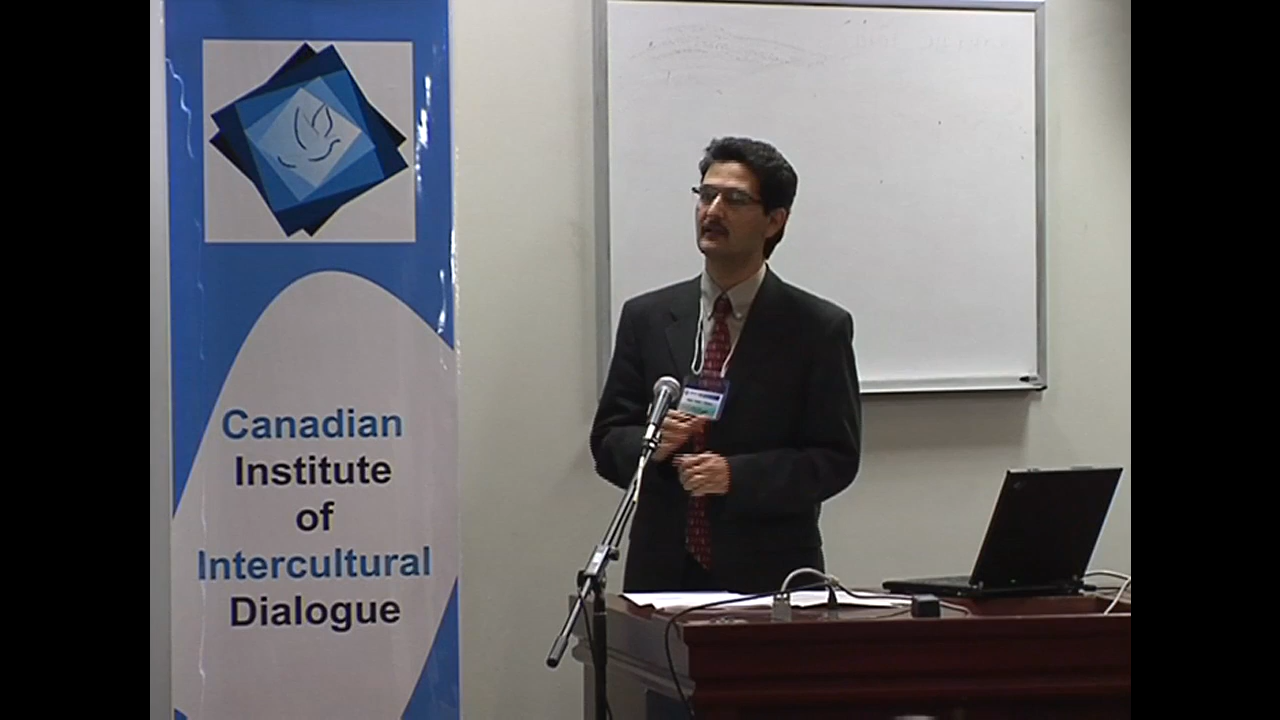 Canadian
Institute
of
Intercultural
Dialogue